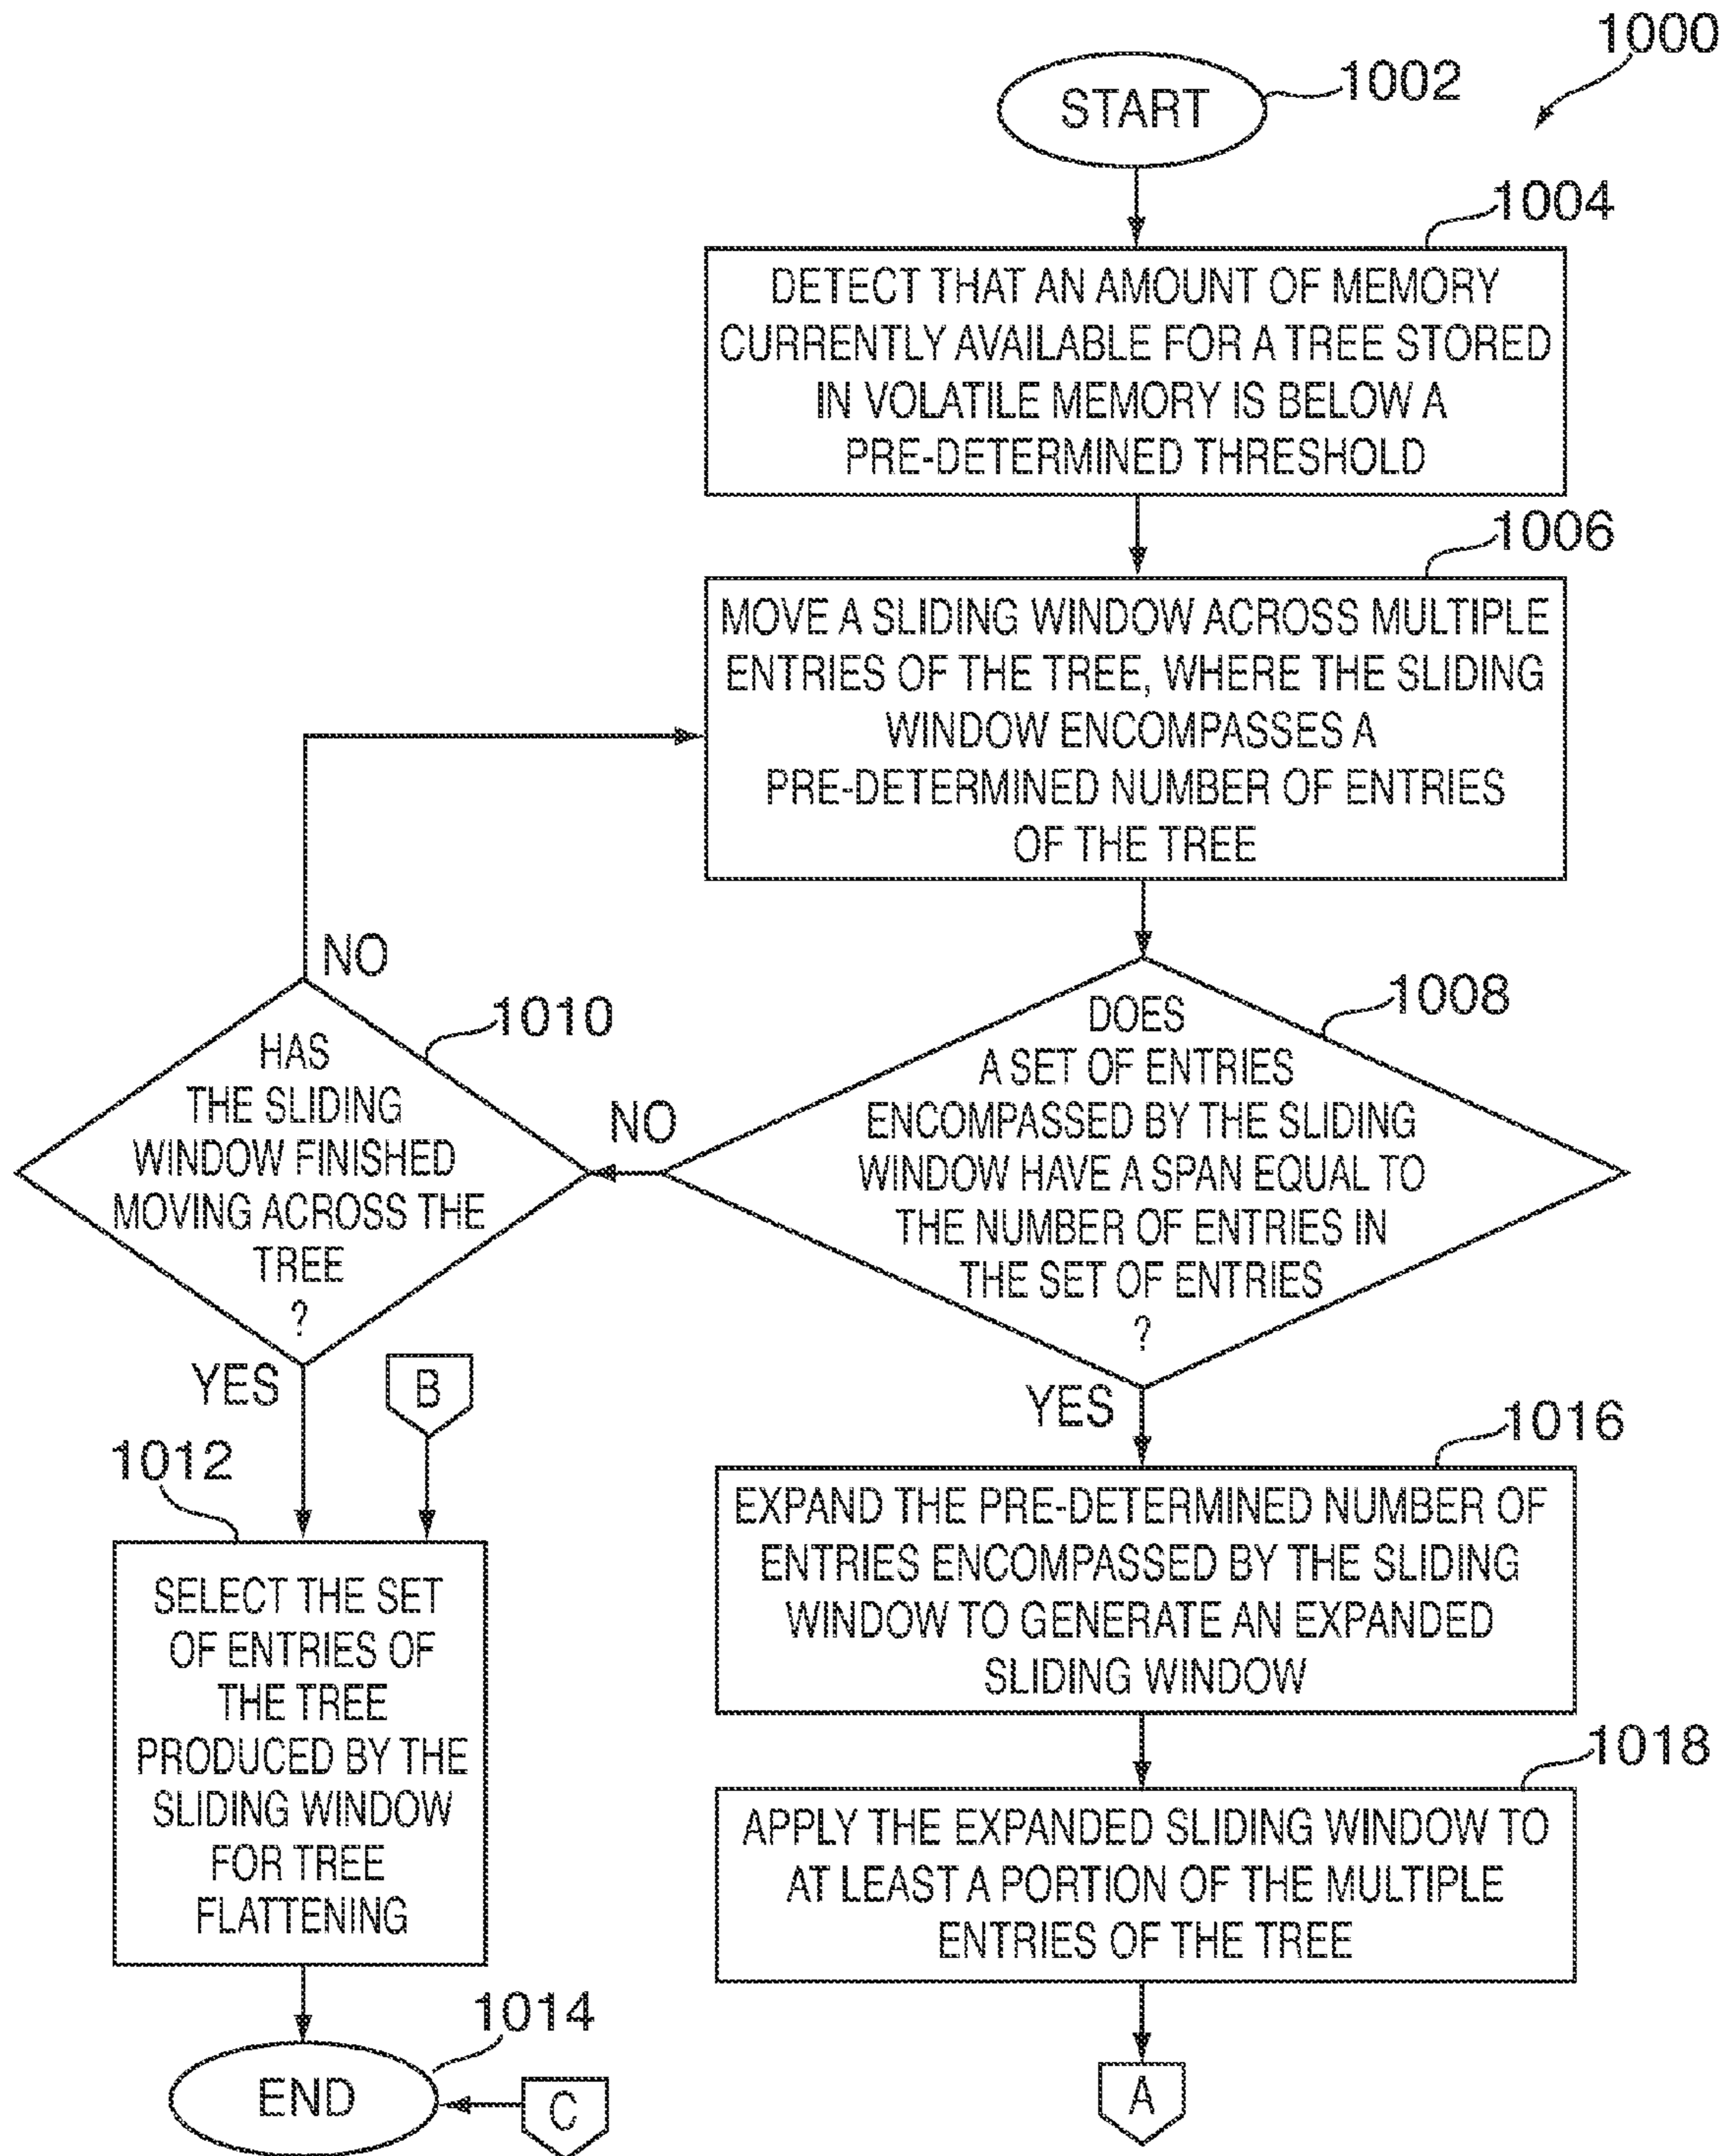 1000
START
1002
1004
DETECT THAT AN AMOUNT OF MEMORY
CURRENTLY AVAILABLE FOR A TREE STORED
IN VOLATILE MEMORY IS BELOW A
PRE-DETERMINED THRESHOLD
1006
MOVE A SLIDING WINDOW ACROSS MULTIPLE
ENTRIES OF THE TREE, WHERE THE SLIDING
WINDOW ENCOMPASSES A
PRE-DETERMINED NUMBER OF ENTRIES
OF THE TREE
1008
DOES
A SET OF ENTRIES
ENCOMPASSED BY THE SLIDING
WINDOW HAVE A SPAN EQUAL TO
THE NUMBER OF ENTRIES IN
THE SET OF ENTRIES
?
NO
YES
1010
HAS
THE SLIDING
WINDOW FINISHED
MOVING ACROSS THE
TREE
?
NO
YES
B
1012
SELECT THE SET
OF ENTRIES OF
THE TREE
PRODUCED BY THE
SLIDING WINDOW
FOR TREE
FLATTENING
1014
END
C
1016
EXPAND THE PRE-DETERMINED NUMBER OF
ENTRIES ENCOMPASSED BY THE SLIDING
WINDOW TO GENERATE AN EXPANDED
SLIDING WINDOW
1018
APPLY THE EXPANDED SLIDING WINDOW TO
AT LEAST A PORTION OF THE MULTIPLE
ENTRIES OF THE TREE
A